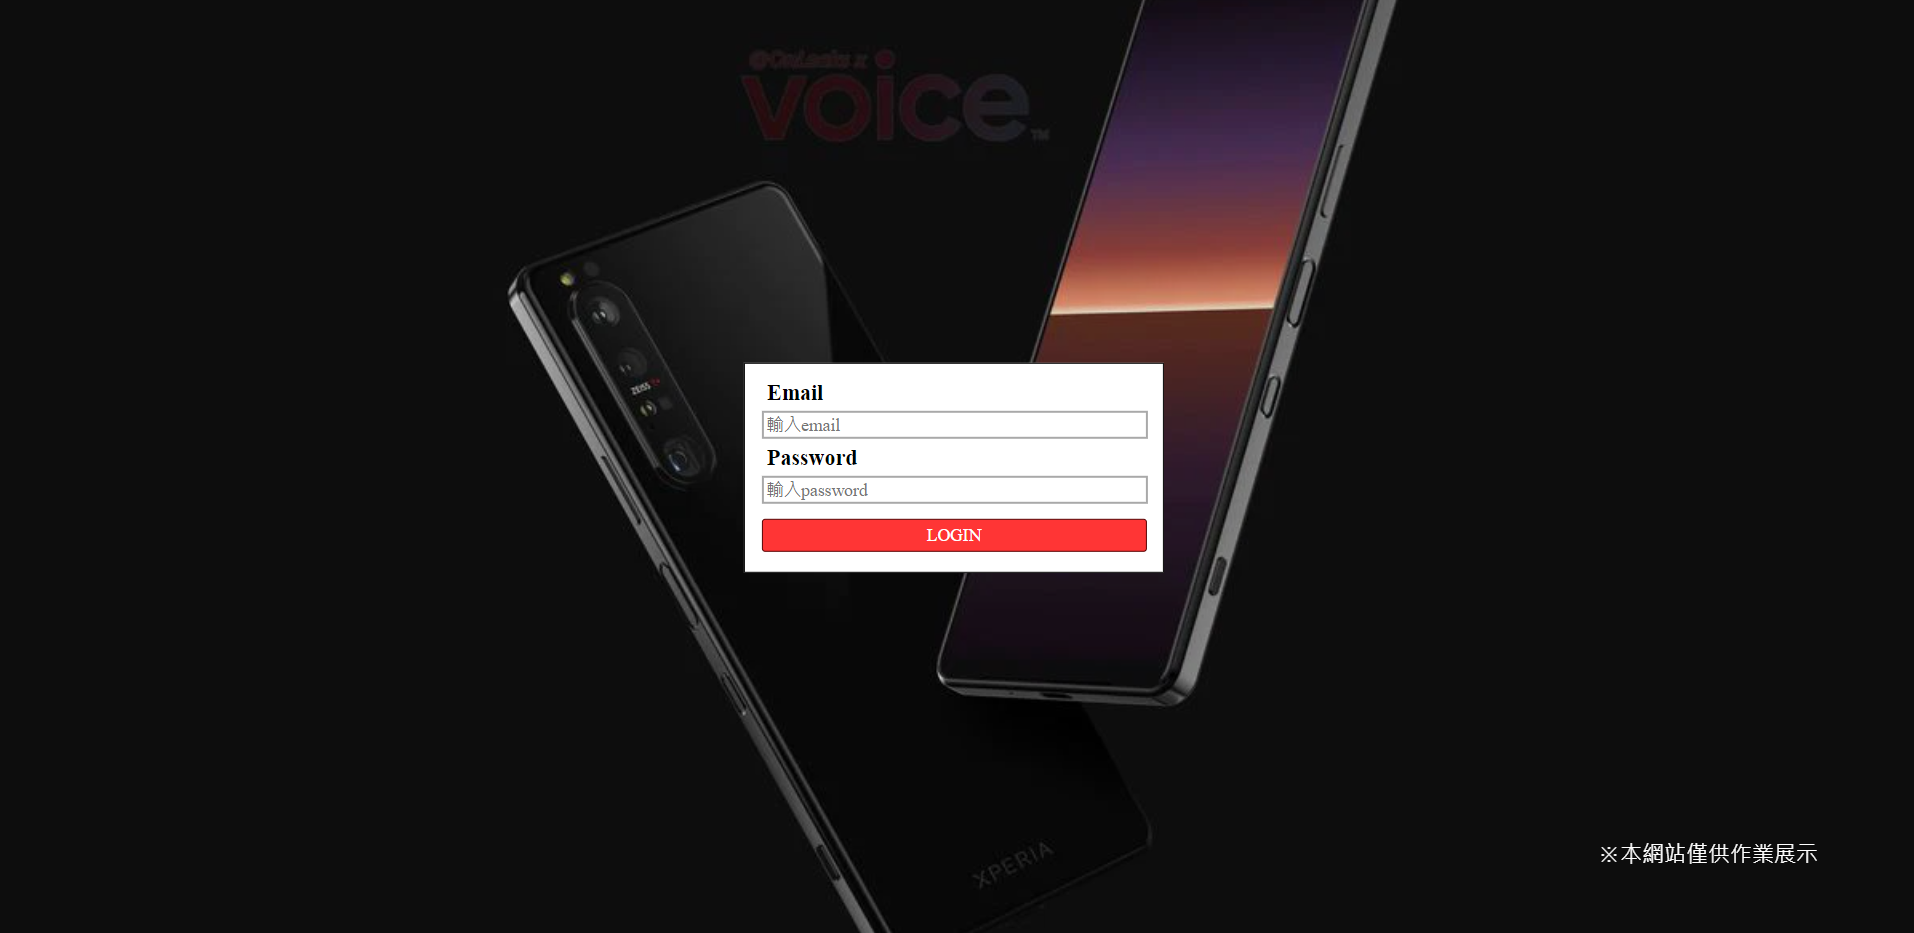 @OnLeaks x
voice™
ZEISS
Email
輸入email
Password
輸入password
LOGIN
※本網站僅供作業展示
XPERIA